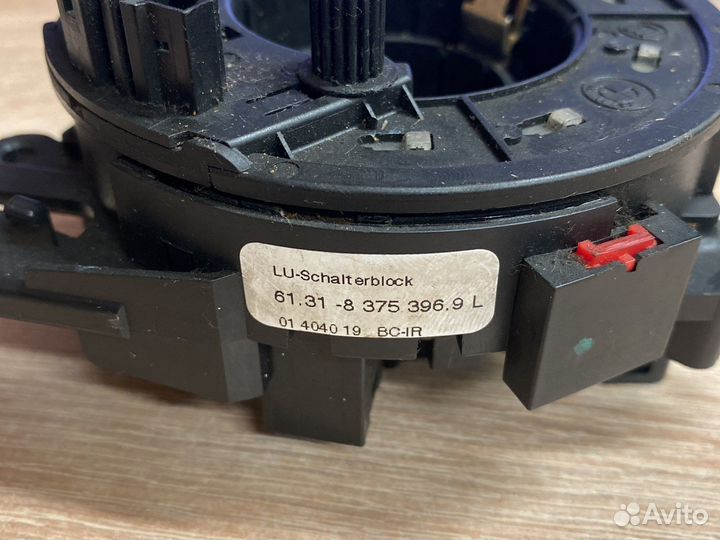 LU-Schalterblock
61.31 -8 375 396.9 L
01 4040 19 BC-IR
Avito